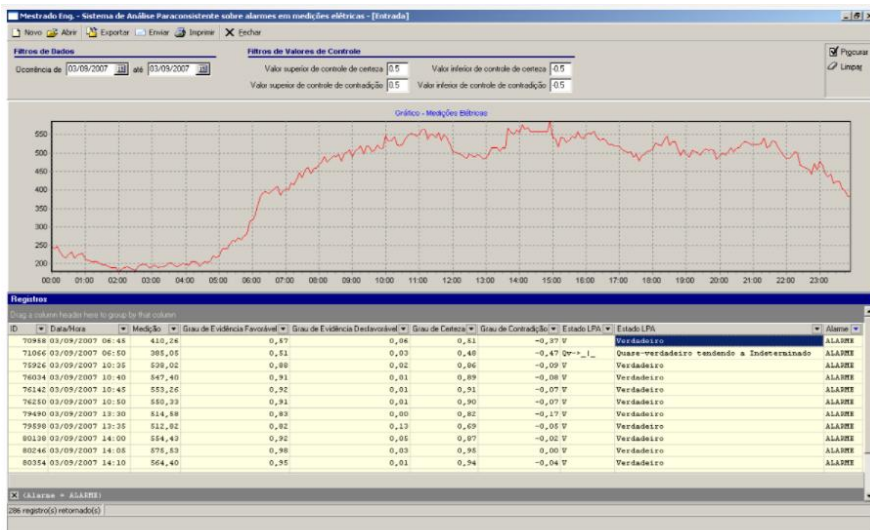 Mestrado Eng. - Sistema de Análise Paraconsistente sobre alarmes em medições elétricas - [Entrada]
Novo Abrir Exportar Enviar Imprimir Fechar
Filtros de Dados Filtros de Valores de Controle Procurar
Ocorrência de 03/09/2007 até 03/09/2007 Valor superior de controle de certeza 0.5 Valor inferior de controle de certeza -0.5 Limpar
Valor superior de controle de contradição 0.5 Valor inferior de controle de contradição -0.5
Gráfico - Medições Elétricas
550
500
450
400
350
300
250
200
00:00 01:00 02:00 03:00 04:00 05:00 06:00 07:00 08:00 09:00 10:00 11:00 12:00 13:00 14:00 15:00 16:00 17:00 18:00 19:00 20:00 21:00 22:00 23:00
Registros
Drag a column header here to group by that column
ID Data/Hora Medição Grau de Evidência Favorável Grau de Evidência Desfavorável Grau de Certeza Grau de Contradição Estado LPA Estado LPA Alarme
70958 03/09/2007 06:45 410,26 0,57 0,06 0,51 -0,37 V Verdadeiro ALARME
71066 03/09/2007 06:50 385,05 0,51 0,03 0,48 -0,47 Qv->_|_ Quase-verdadeiro tendendo a Indeterminado ALARME
75926 03/09/2007 10:35 538,02 0,88 0,02 0,86 -0,09 V Verdadeiro ALARME
76034 03/09/2007 10:40 547,40 0,91 0,01 0,89 -0,08 V Verdadeiro ALARME
76142 03/09/2007 10:45 553,26 0,92 0,01 0,91 -0,07 V Verdadeiro ALARME
76250 03/09/2007 10:50 550,33 0,91 0,01 0,90 -0,07 V Verdadeiro ALARME
79490 03/09/2007 13:30 514,58 0,83 0,00 0,82 -0,17 V Verdadeiro ALARME
79598 03/09/2007 13:35 512,82 0,82 0,13 0,69 -0,05 V Verdadeiro ALARME
80138 03/09/2007 14:00 554,43 0,92 0,05 0,87 -0,02 V Verdadeiro ALARME
80246 03/09/2007 14:05 575,53 0,98 0,03 0,95 0,00 V Verdadeiro ALARME
80354 03/09/2007 14:10 564,40 0,95 0,01 0,94 -0,04 V Verdadeiro ALARME
(Alarme = ALARME)
286 registro(s) retornado(s)